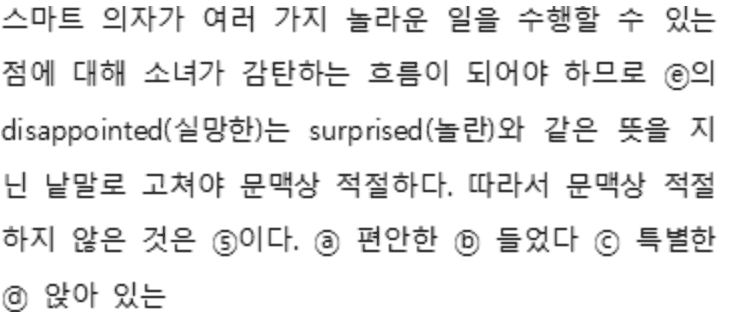 스마트 의자가 여러 가지 놀라운 일을 수행할 수 있는
점에 대해 소녀가 감탄하는 흐름이 되어야 하므로 ⓔ의
disappointed(실망한)는 surprised(놀란)와 같은 뜻을 지
닌 낱말로 고쳐야 문맥상 적절하다. 따라서 문맥상 적절
하지 않은 것은 ⑤이다. ⓐ 편안한 ⓑ 들었다 ⓒ 특별한
ⓓ 앉아 있는